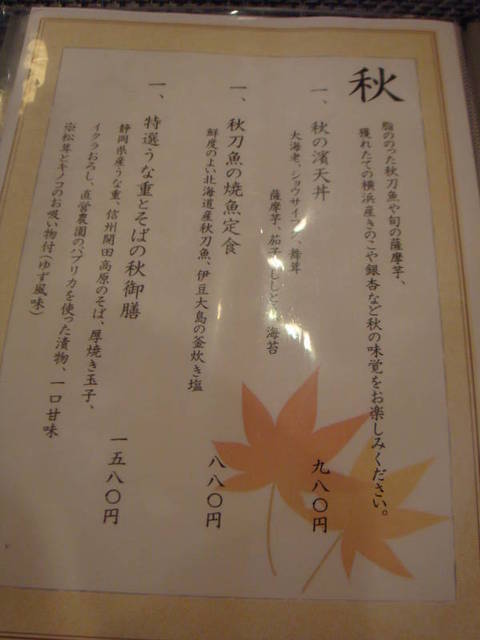 秋
脂ののった秋刀魚や旬の薩摩芋、
獲れたての横浜産きのこや銀杏など秋の味覚をお楽しみください。
一、秋の濱天丼 九八〇円
大海老、ショウサイフグ、舞茸
薩摩芋、茄子、ししとう、海苔
一、秋刀魚の焼魚定食 八八〇円
鮮度のよい北海道産秋刀魚、伊豆大島の釜炊き塩
一、特選うな重とそばの秋御膳 一五八〇円
静岡県産うな重、信州開田高原のそば、厚焼き玉子、
イクラおろし、直営農園のパプリカを使った漬物、一口甘味
※松茸とキノコのお吸い物付(ゆず風味)